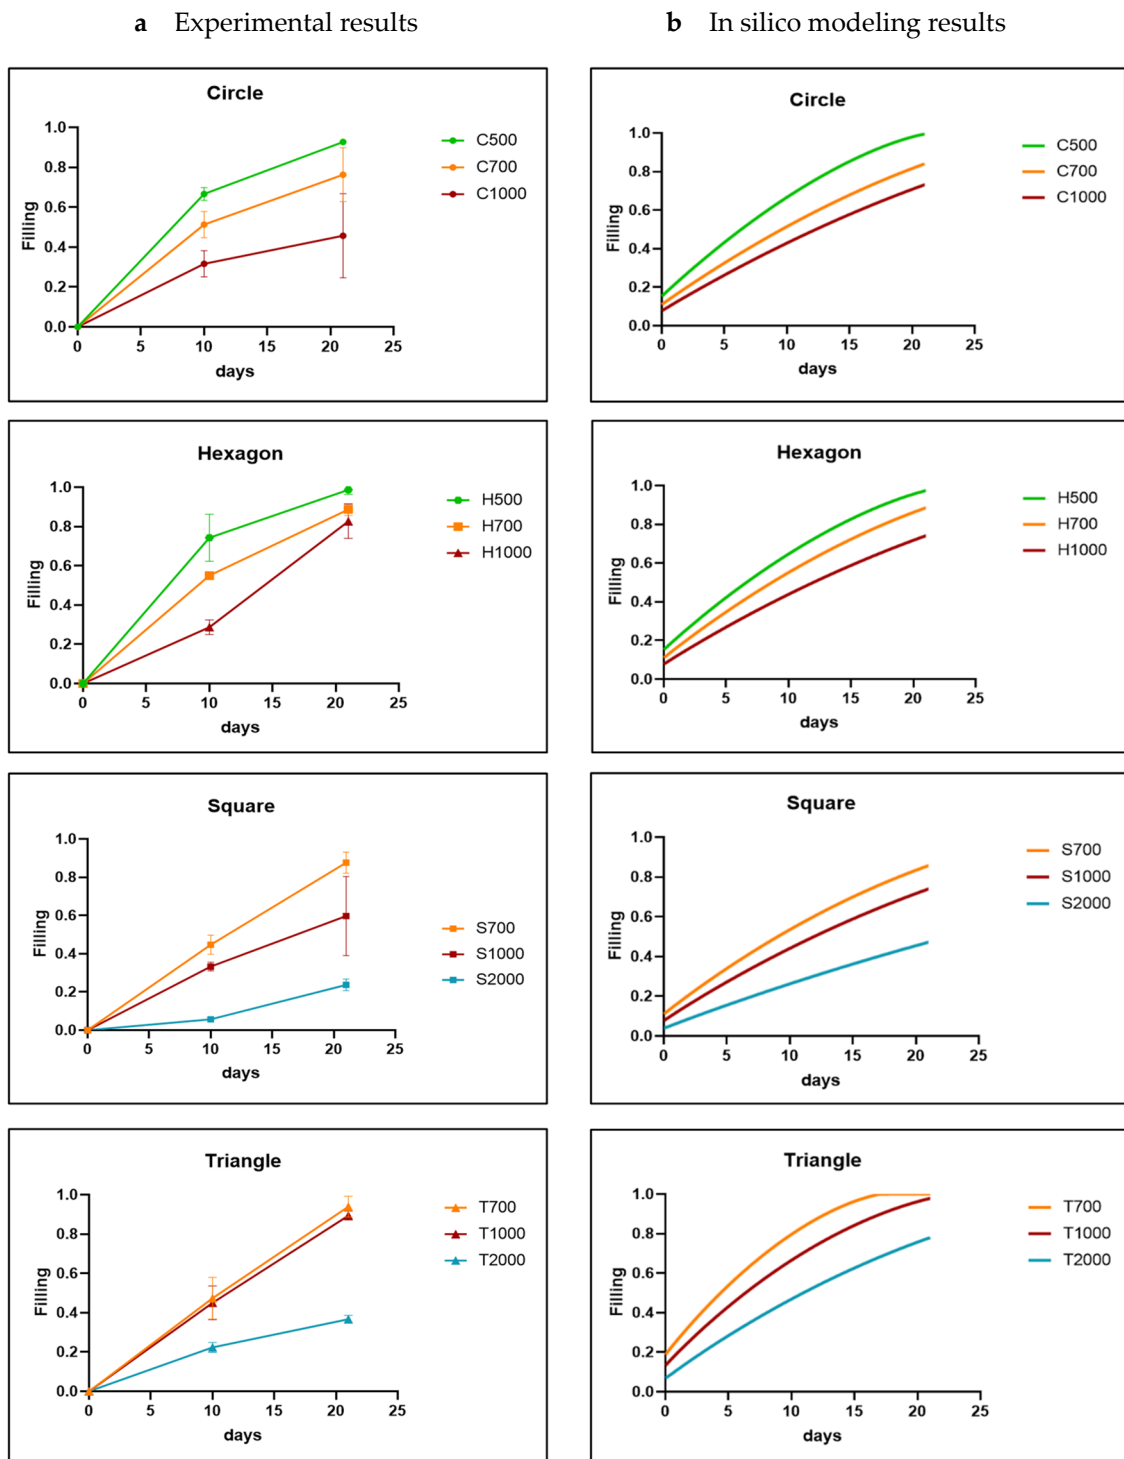 a Experimental results
b In silico modeling results
Circle
Filling
1.0
0.8
0.6
0.4
0.2
0.0
0 5 10 15 20 25
days
C500
C700
C1000
Circle
Filling
1.0
0.8
0.6
0.4
0.2
0.0
0 5 10 15 20 25
days
C500
C700
C1000
Hexagon
Filling
1.0
0.8
0.6
0.4
0.2
0.0
0 5 10 15 20 25
days
H500
H700
H1000
Hexagon
Filling
1.0
0.8
0.6
0.4
0.2
0.0
0 5 10 15 20 25
days
H500
H700
H1000
Square
Filling
1.0
0.8
0.6
0.4
0.2
0.0
0 5 10 15 20 25
days
S700
S1000
S2000
Square
Filling
1.0
0.8
0.6
0.4
0.2
0.0
0 5 10 15 20 25
days
S700
S1000
S2000
Triangle
Filling
1.0
0.8
0.6
0.4
0.2
0.0
0 5 10 15 20 25
days
T700
T1000
T2000
Triangle
Filling
1.0
0.8
0.6
0.4
0.2
0.0
0 5 10 15 20 25
days
T700
T1000
T2000